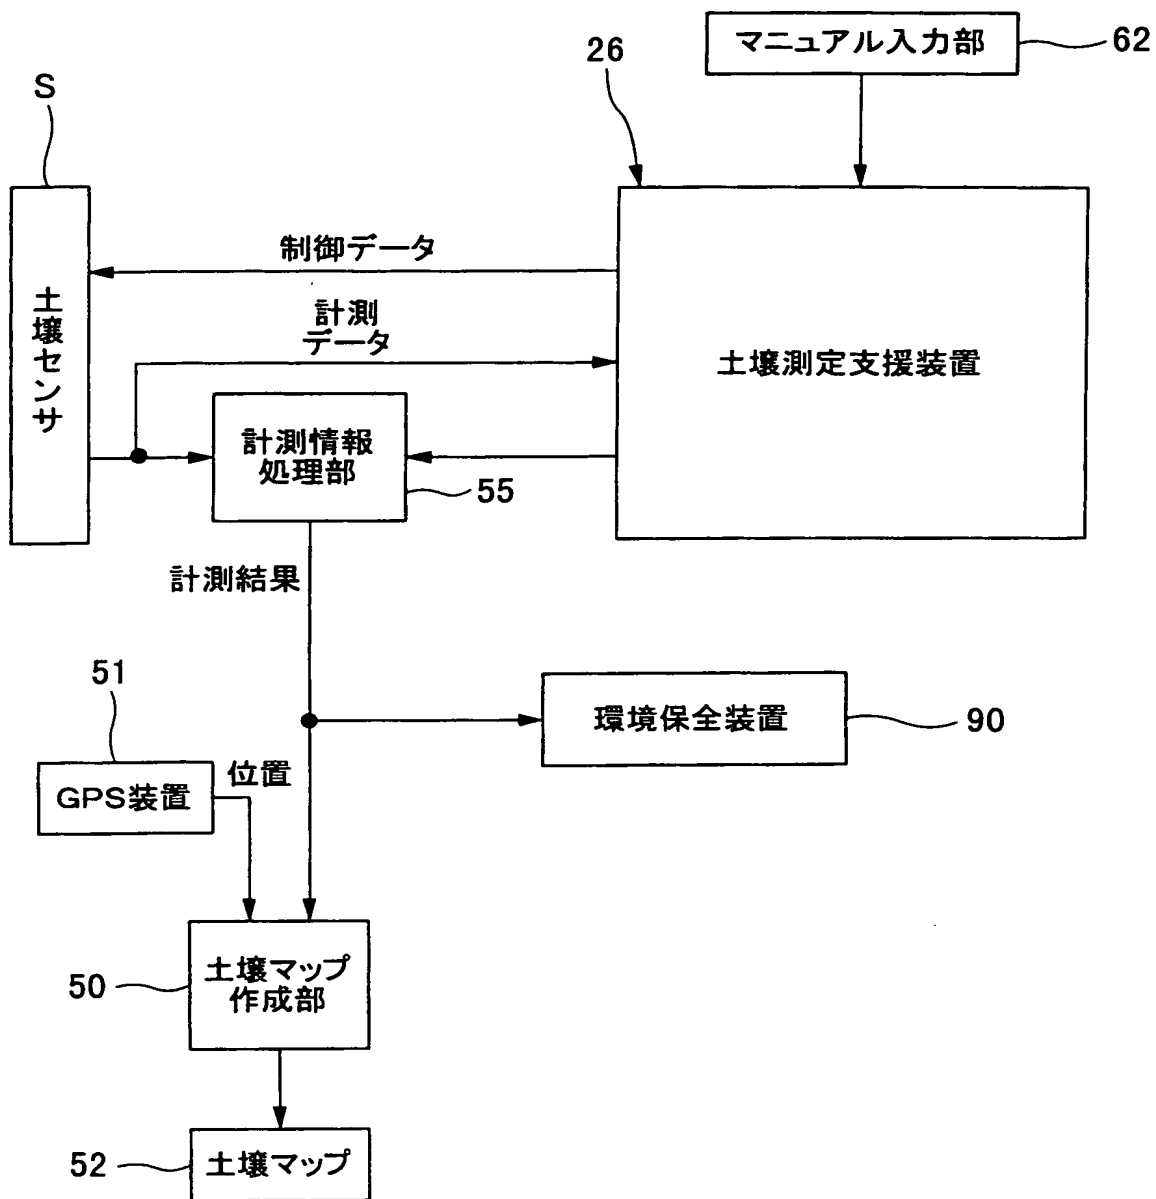 マニュアル入力部
62
26
S
制御データ
計測
データ
土壌センサ
土壌測定支援装置
計測情報
処理部
55
計測結果
51
環境保全装置
90
位置
GPS装置
土壌マップ
作成部
50
52
土壌マップ